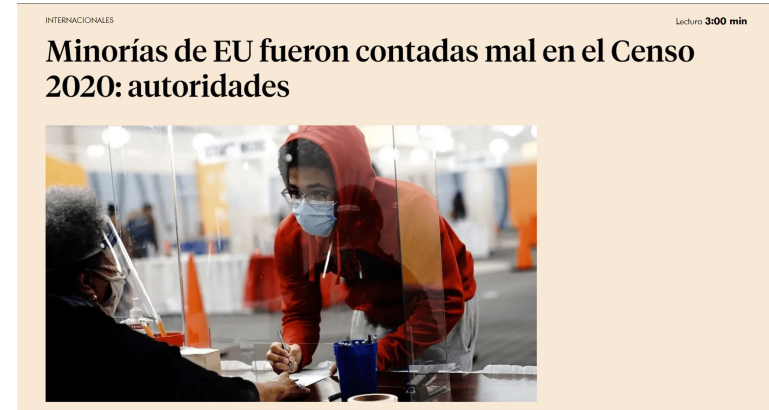 INTERNACIONALES
Lectura 3:00 min
Minorías de EU fueron contadas mal en el Censo
2020: autoridades